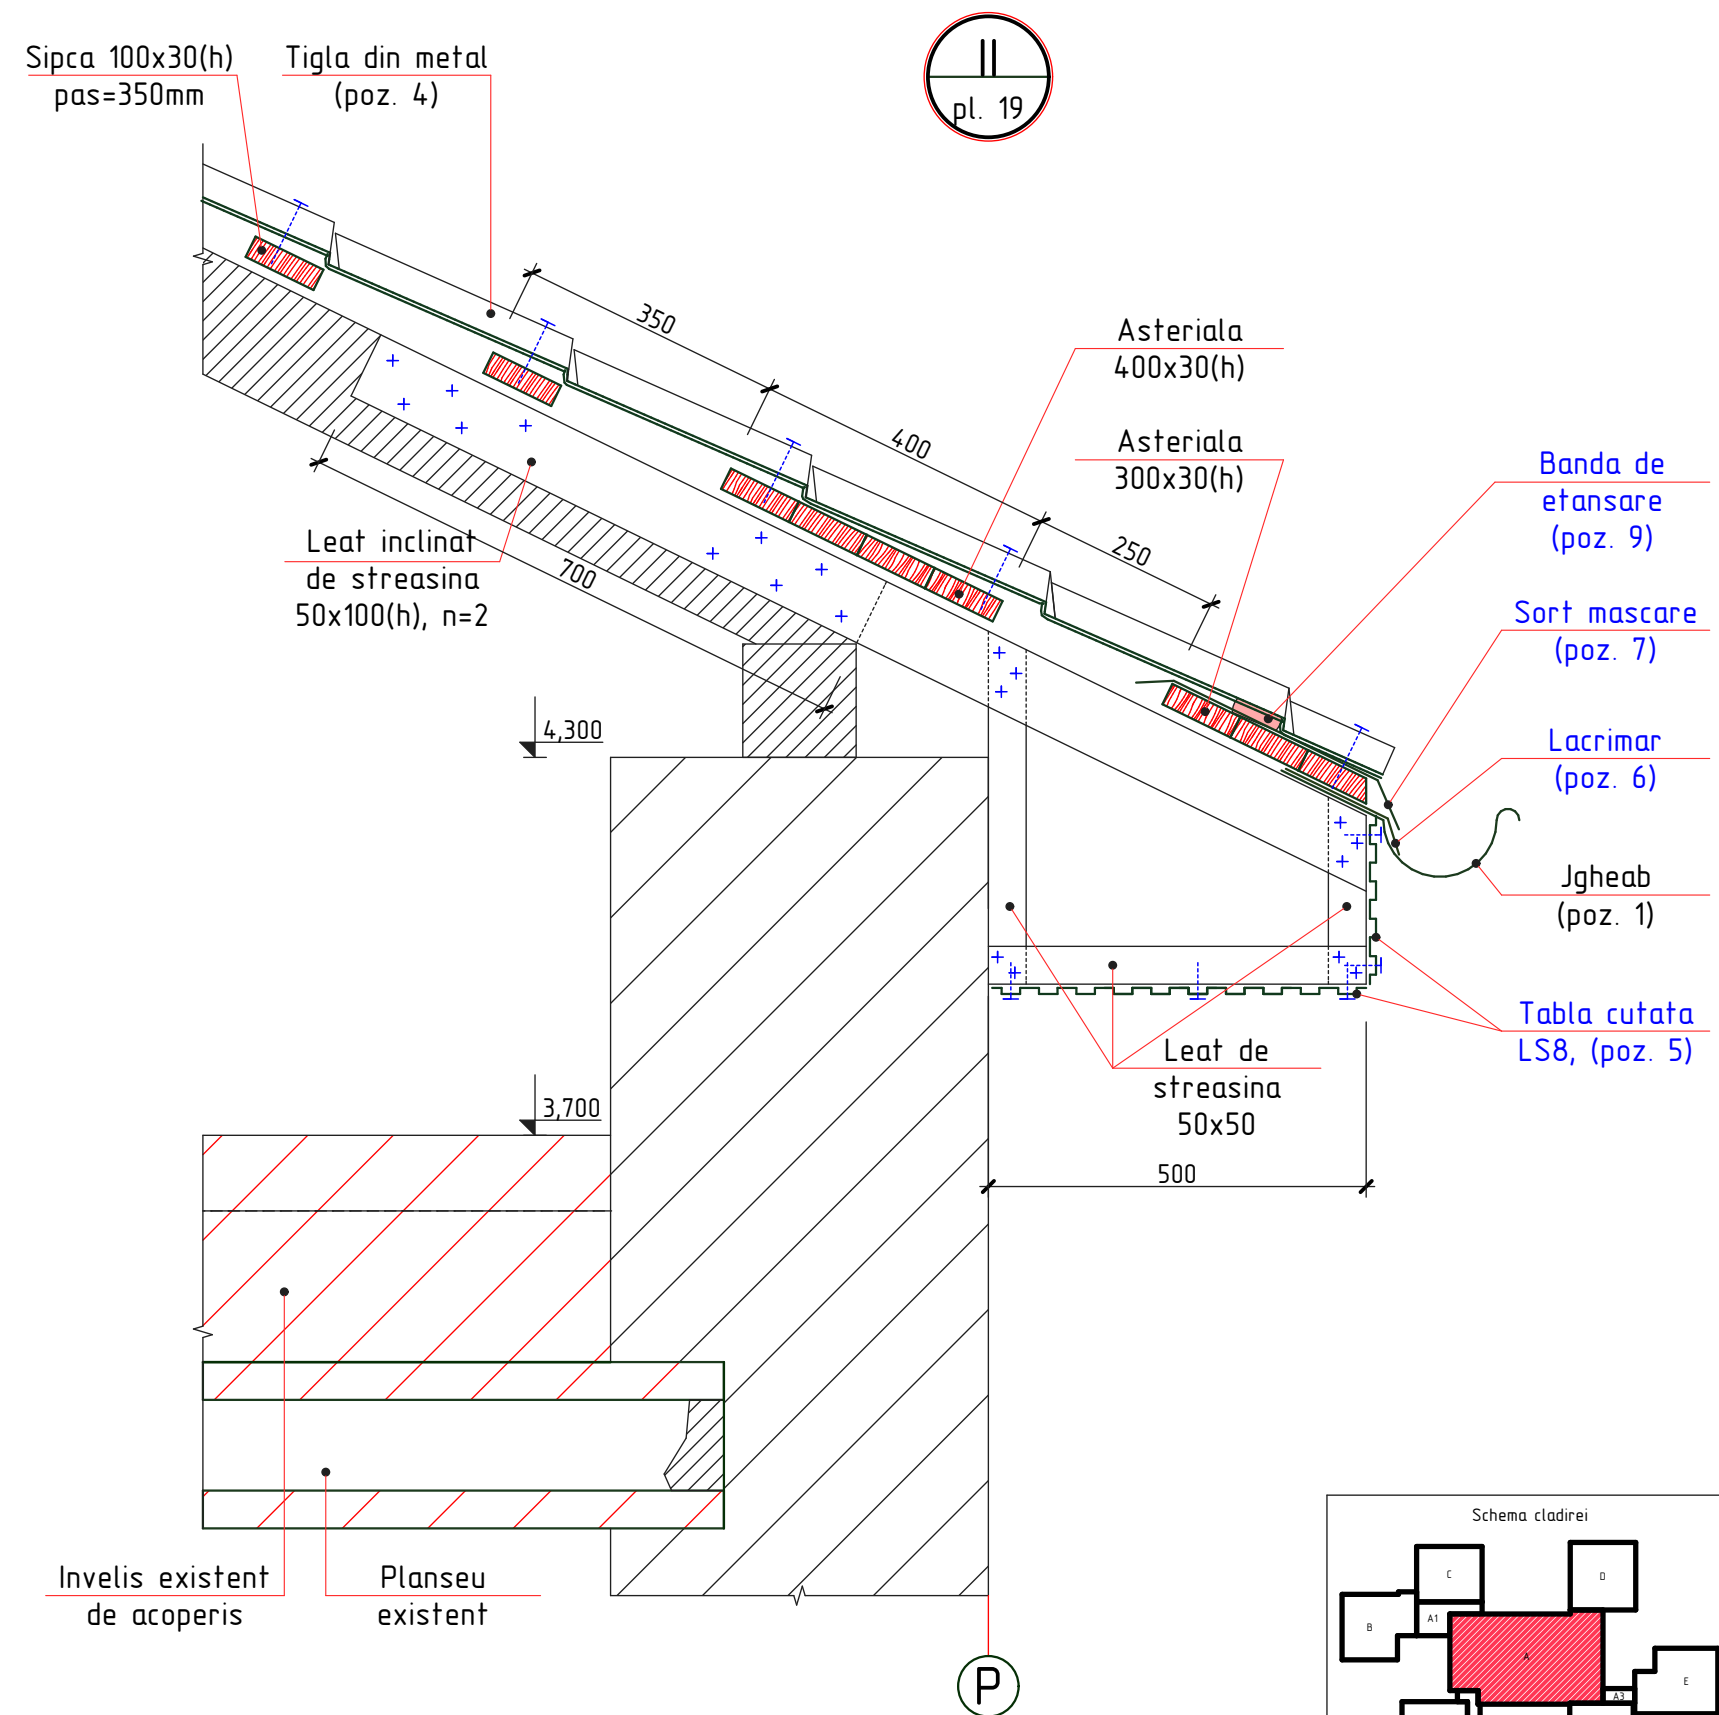 II
pl. 19
Sipca 100x30(h)
pas=350mm
Tigla din metal
(poz. 4)
350
400
250
700
Asteriala
400x30(h)
Asteriala
300x30(h)
Banda de
etansare
(poz. 9)
Sort mascare
(poz. 7)
Lacrimar
(poz. 6)
Jgheab
(poz. 1)
Tabla cutata
LS8, (poz. 5)
Leat inclinat
de streasina
50x100(h), n=2
4,300
3,700
Leat de
streasina
50x50
500
Invelis existent
de acoperis
Planseu
existent
P
Schema cladirei
C
D
B
A1
A
E
A3